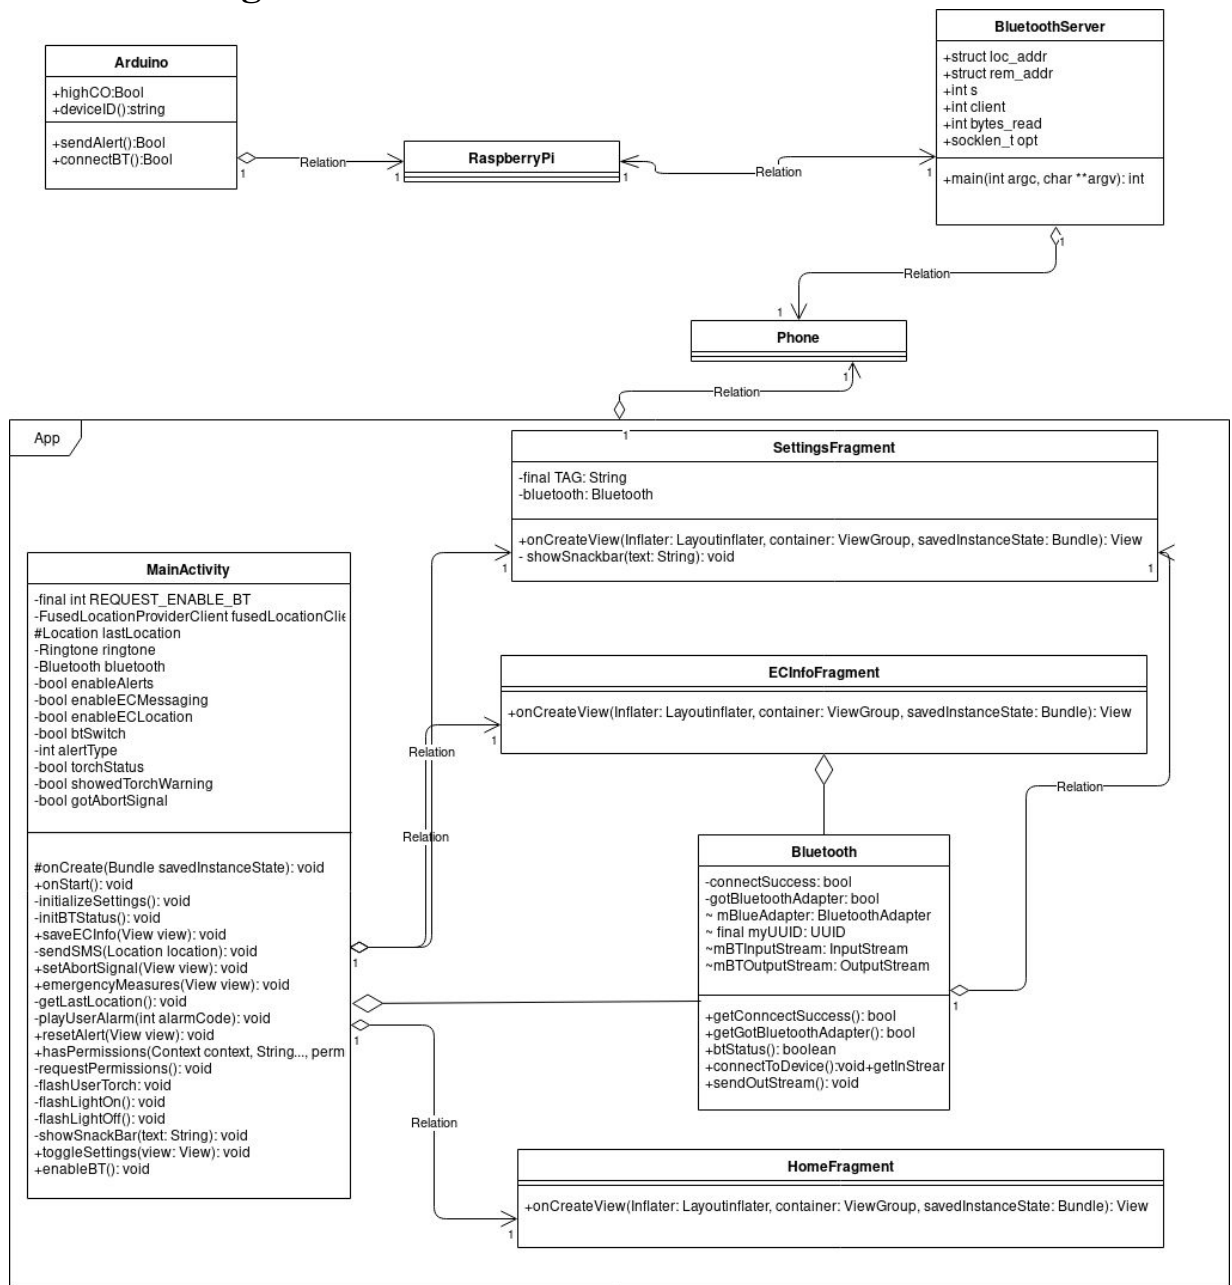 Arduino
+highCO:Bool
+deviceID():string
+sendAlert():Bool
+connectBT():Bool
1
Relation
1
RaspberryPi
1
Relation
1
BluetoothServer
+struct loc_addr
+struct rem_addr
+int s
+int client
+int bytes_read
+socklen_t opt
+main(int argc, char **argv): int
1
Relation
1
Phone
1
Relation
1
App
SettingsFragment
-final TAG: String
-bluetooth: Bluetooth
+onCreateView(Inflater: Layoutinflater, container: ViewGroup, savedInstanceState: Bundle): View
- showSnackbar(text: String): void
1
1
MainActivity
-final int REQUEST_ENABLE_BT
-FusedLocationProviderClient fusedLocationClie
#Location lastLocation
-Ringtone ringtone
-Bluetooth bluetooth
-bool enableAlerts
-bool enableECMessaging
-bool enableECLocation
-bool btSwitch
-int alertType
-bool torchStatus
-bool showedTorchWarning
-bool gotAbortSignal
#onCreate(Bundle savedInstanceState): void
+onStart(): void
-initializeSettings(): void
-initBTStatus(): void
+saveECInfo(View view): void
-sendSMS(Location location): void
+setAbortSignal(View view): void
+emergencyMeasures(View view): void
-getLastLocation(): void
-playUserAlarm(int alarmCode): void
+resetAlert(View view): void
+hasPermissions(Context context, String..., perm
-requestPermissions(): void
-flashUserTorch: void
-flashLightOn(): void
-flashLightOff(): void
-showSnackBar(text: String): void
+toggleSettings(view: View): void
+enableBT(): void
1
1
Relation
Relation
1
ECInfoFragment
+onCreateView(Inflater: Layoutinflater, container: ViewGroup, savedInstanceState: Bundle): View
Relation
Bluetooth
-connectSuccess: bool
-gotBluetoothAdapter: bool
~ mBlueAdapter: BluetoothAdapter
~ final myUUID: UUID
~mBTInputStream: InputStream
~mBTOutputStream: OutputStream
+getConncectSuccess(): bool
+getGotBluetoothAdapter(): bool
+btStatus(): boolean
+connectToDevice():void+getInStrear
+sendOutStream(): void
1
Relation
1
HomeFragment
+onCreateView(Inflater: Layoutinflater, container: ViewGroup, savedInstanceState: Bundle): View